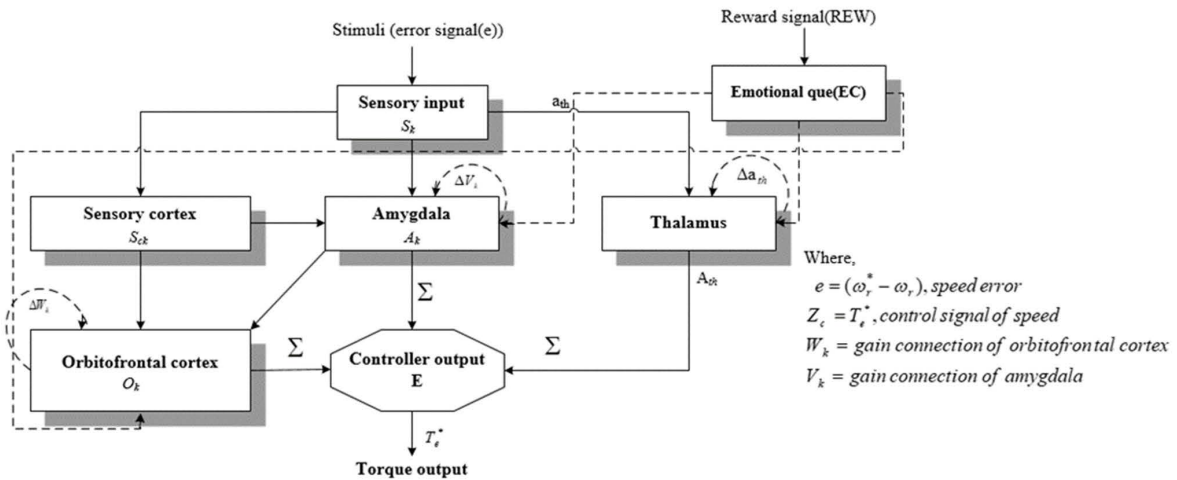 Reward signal(REW)
Stimuli (error signal(e))
Emotional que(EC)
Sensory input
S_k
a_th
ΔV_k
Δa_th
Sensory cortex
S_ck
Amygdala
A_k
Thalamus
A_th
Where,
e = (ω_r^* − ω_r), speed error
Z_c = T_e^*, control signal of speed
W_k = gain connection of orbitofrontal cortex
V_k = gain connection of amygdala
Σ
ΔW_k
Orbitofrontal cortex
O_k
Σ
Controller output
E
Σ
T_e^*
Torque output